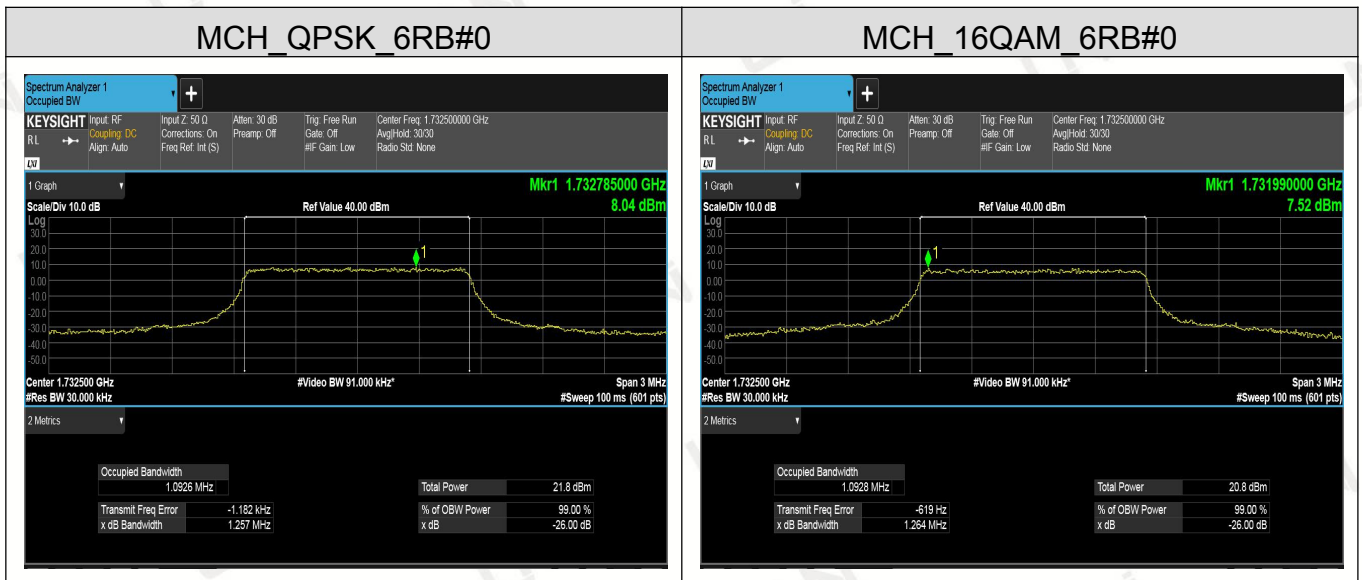 MCH_QPSK_6RB#0
Spectrum Analyzer 1
Occupied BW
+
KEYSIGHT
RL
LXI
Input: RF
Coupling: DC
Align: Auto
Input Z: 50 Ω
Corrections: On
Freq Ref: Int (S)
Atten: 30 dB
Preamp: Off
Trig: Free Run
Gate: Off
#IF Gain: Low
Center Freq: 1.732500000 GHz
Avg|Hold: 30/30
Radio Std: None
1 Graph
Mkr1 1.732785000 GHz
Scale/Div 10.0 dB
Ref Value 40.00 dBm
8.04 dBm
Log
30.0
20.0
10.0
0.00
-10.0
-20.0
-30.0
-40.0
-50.0
1
Center 1.732500 GHz
#Video BW 91.000 kHz*
Span 3 MHz
#Res BW 30.000 kHz
#Sweep 100 ms (601 pts)
2 Metrics
Occupied Bandwidth
1.0926 MHz
Total Power 21.8 dBm
Transmit Freq Error -1.182 kHz
% of OBW Power 99.00 %
x dB Bandwidth 1.257 MHz
x dB -26.00 dB
MCH_16QAM_6RB#0
Spectrum Analyzer 1
Occupied BW
+
KEYSIGHT
RL
LXI
Input: RF
Coupling: DC
Align: Auto
Input Z: 50 Ω
Corrections: On
Freq Ref: Int (S)
Atten: 30 dB
Preamp: Off
Trig: Free Run
Gate: Off
#IF Gain: Low
Center Freq: 1.732500000 GHz
Avg|Hold: 30/30
Radio Std: None
1 Graph
Mkr1 1.731990000 GHz
Scale/Div 10.0 dB
Ref Value 40.00 dBm
7.52 dBm
Log
30.0
20.0
10.0
0.00
-10.0
-20.0
-30.0
-40.0
-50.0
1
Center 1.732500 GHz
#Video BW 91.000 kHz*
Span 3 MHz
#Res BW 30.000 kHz
#Sweep 100 ms (601 pts)
2 Metrics
Occupied Bandwidth
1.0928 MHz
Total Power 20.8 dBm
Transmit Freq Error -619 Hz
% of OBW Power 99.00 %
x dB Bandwidth 1.264 MHz
x dB -26.00 dB